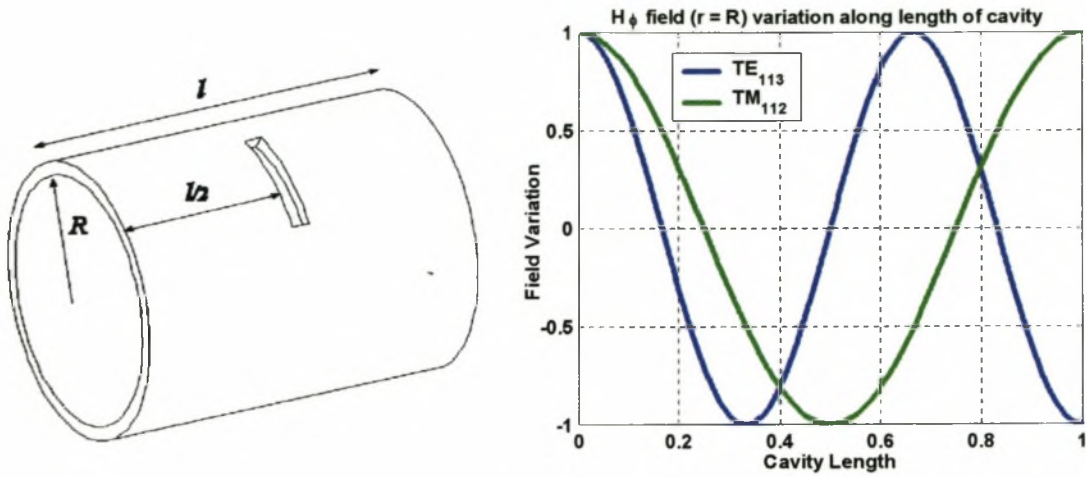 l
l/2
R
H ϕ field (r = R) variation along length of cavity
TE113
TM112
1
0.5
0
-0.5
-1
0 0.2 0.4 0.6 0.8 1
Field Variation
Cavity Length